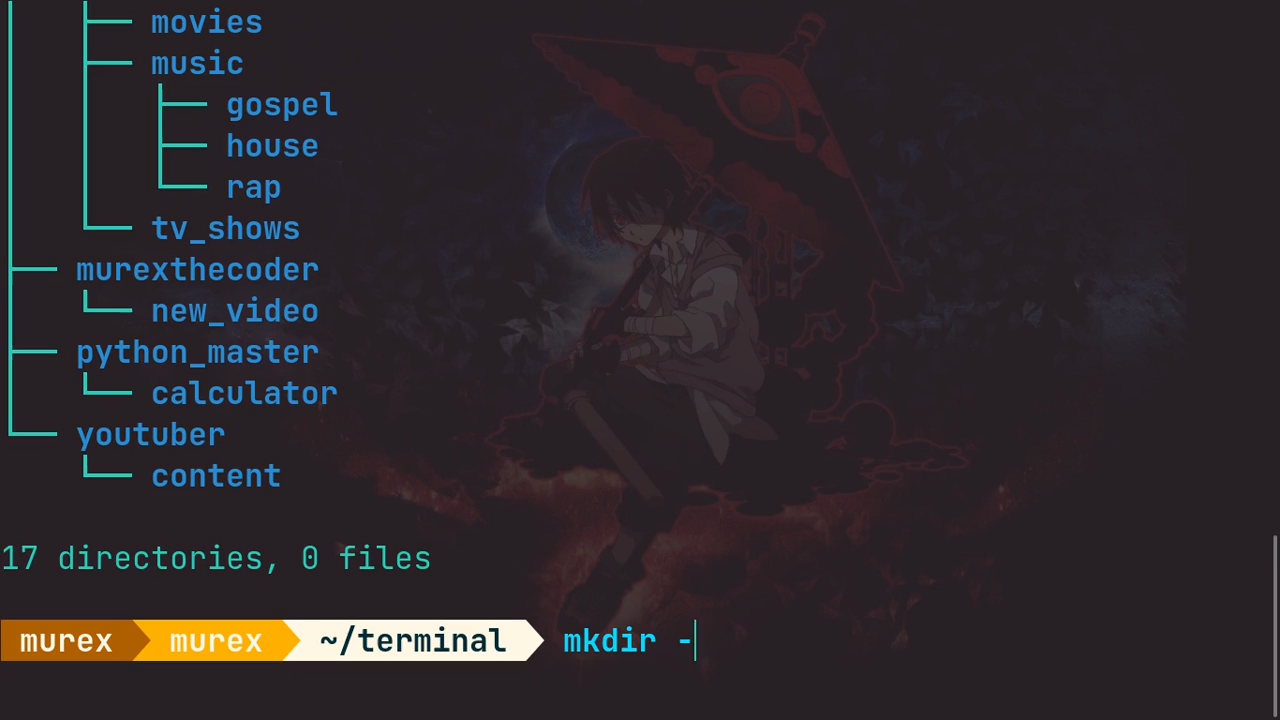 movies
music
gospel
house
rap
tv_shows
murexthecoder
new_video
python_master
calculator
youtuber
content
17 directories, 0 files
murex murex ~/terminal mkdir -